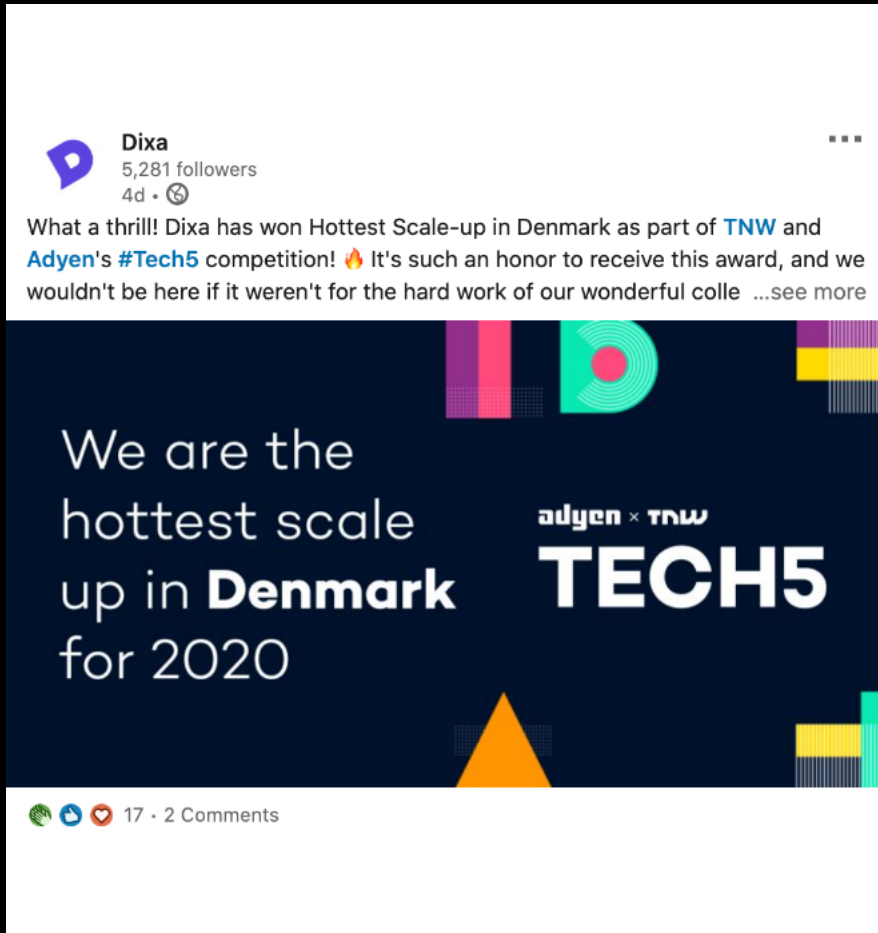 Dixa
5,281 followers
4d •
What a thrill! Dixa has won Hottest Scale-up in Denmark as part of TNW and
Adyen's #Tech5 competition! 🔥 It's such an honor to receive this award, and we
wouldn't be here if it weren't for the hard work of our wonderful colle ...see more
We are the
hottest scale
up in Denmark
for 2020
adyen × TNW
TECH5
17 · 2 Comments